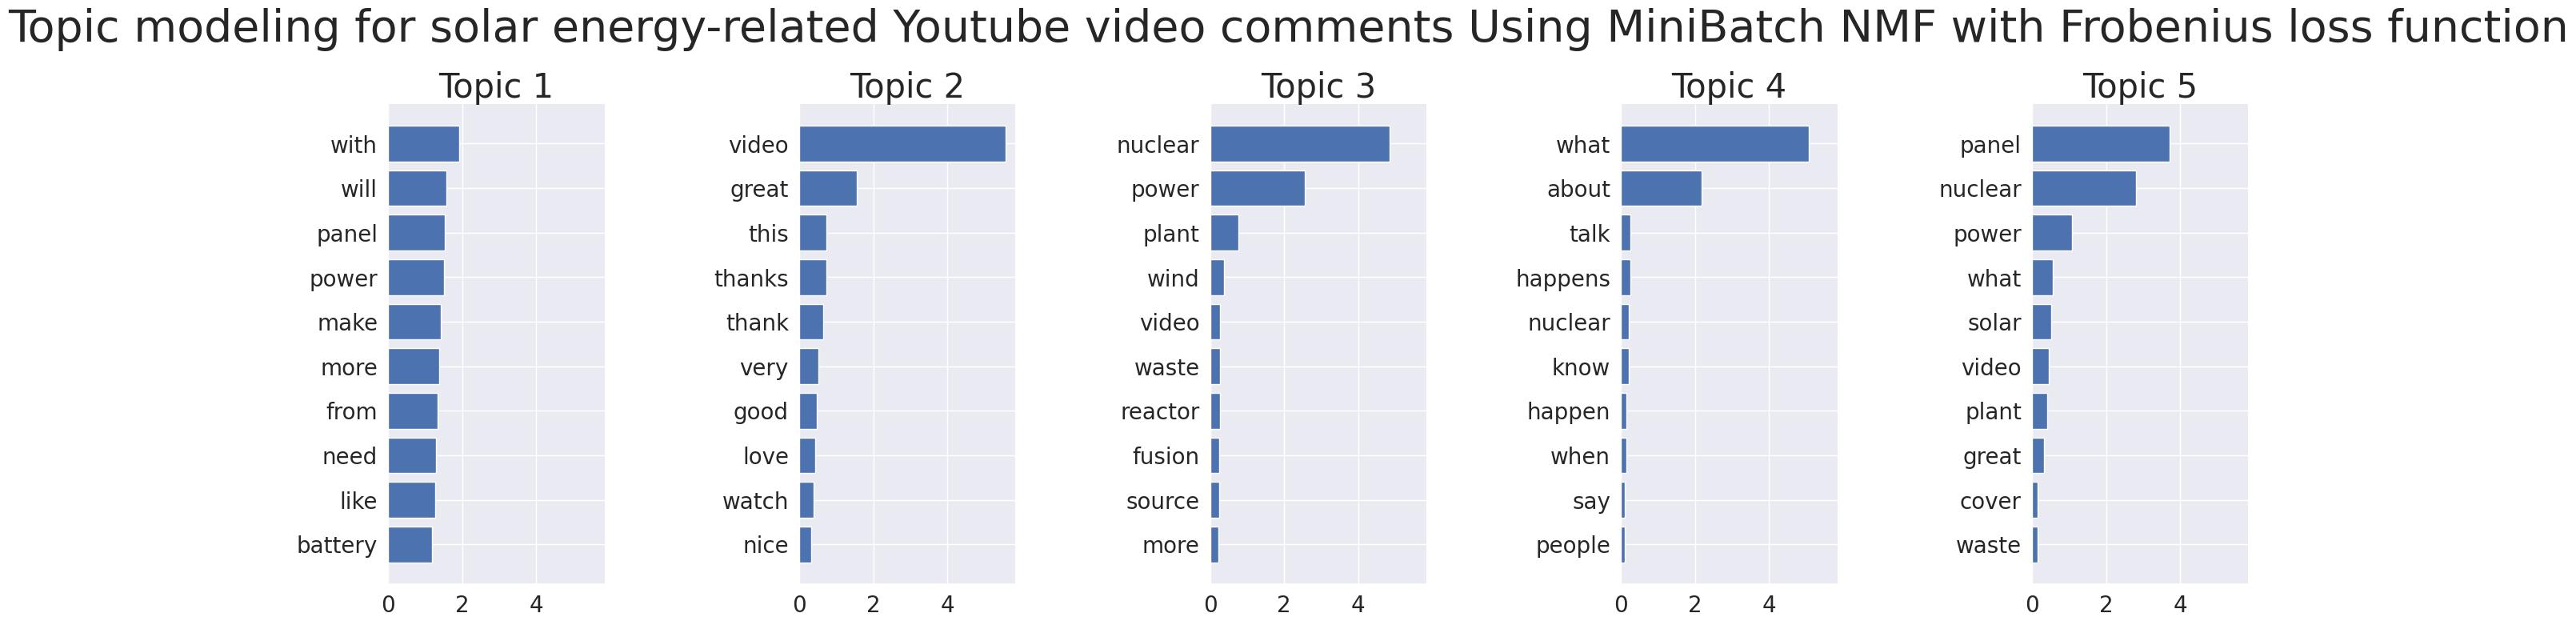 Topic modeling for solar energy-related Youtube video comments Using MiniBatch NMF with Frobenius loss function
Topic 1
with
will
panel
power
make
more
from
need
like
battery
0 2 4
Topic 2
video
great
this
thanks
thank
very
good
love
watch
nice
0 2 4
Topic 3
nuclear
power
plant
wind
video
waste
reactor
fusion
source
more
0 2 4
Topic 4
what
about
talk
happens
nuclear
know
happen
when
say
people
0 2 4
Topic 5
panel
nuclear
power
what
solar
video
plant
great
cover
waste
0 2 4